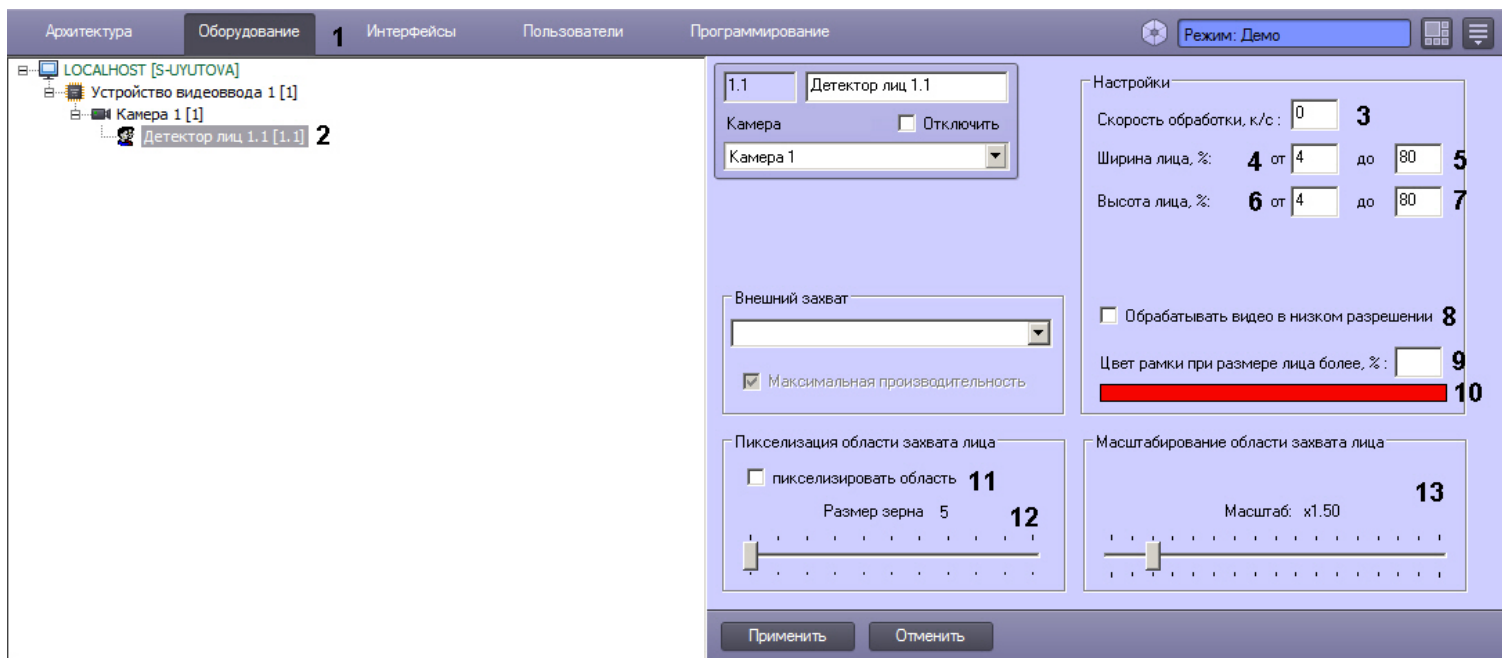 Архитектура Оборудование 1 Интерфейсы Пользователи Программирование Режим: Демо
LOCALHOST [S-UYUTOVA]
Устройство видеоввода 1 [1]
Камера 1 [1]
Детектор лиц 1.1 [1.1] 2
1.1 Детектор лиц 1.1
Камера Отключить
Камера 1
Настройки
Скорость обработки, к/с : 0 3
Ширина лица, %: 4 от 4 до 80 5
Высота лица, %: 6 от 4 до 80 7
Внешний захват
Максимальная производительность
Обрабатывать видео в низком разрешении 8
Цвет рамки при размере лица более, % : 9
10
Пикселизация области захвата лица
пикселизировать область 11
Размер зерна 5 12
Масштабирование области захвата лица
13
Масштаб: x1.50
Применить Отменить